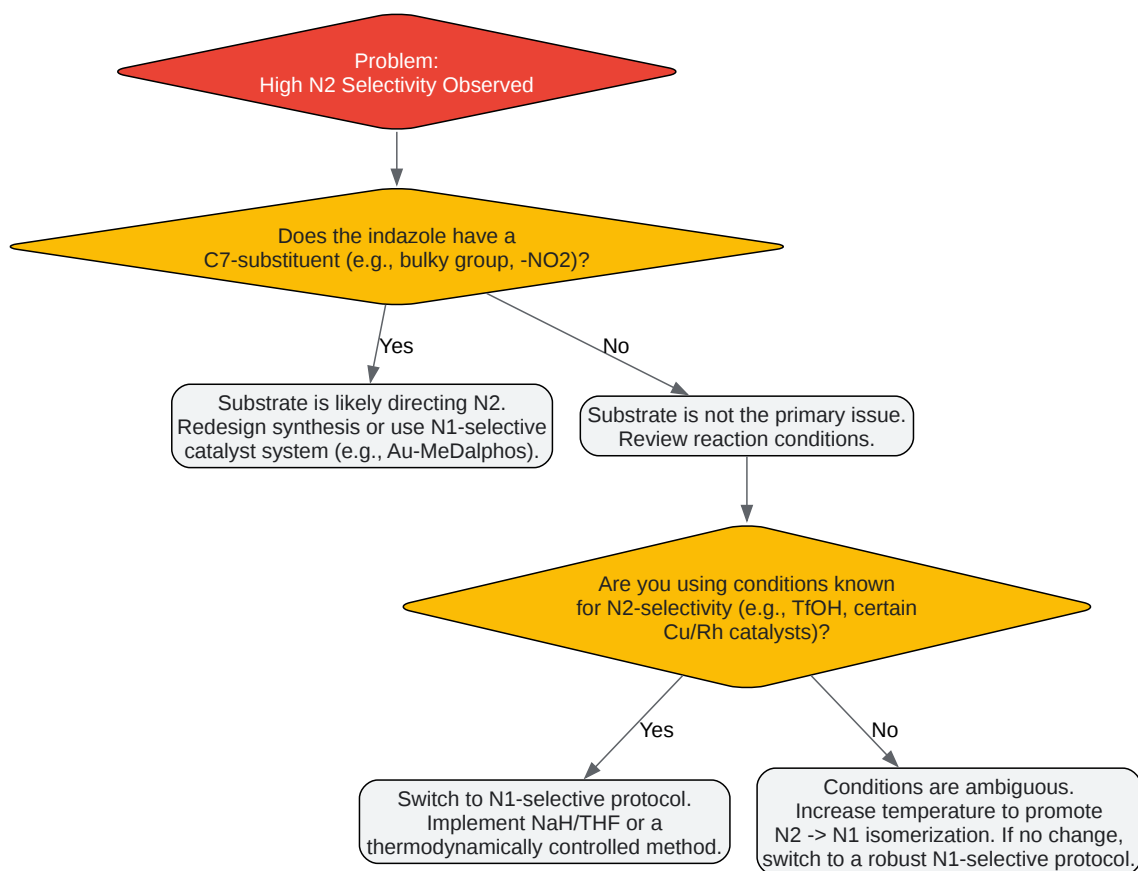 Problem:
High N2 Selectivity Observed
Does the indazole have a
C7-substituent (e.g., bulky group, -NO2)?
Yes
No
Substrate is likely directing N2.
Redesign synthesis or use N1-selective
catalyst system (e.g., Au-MeDalphos).
Substrate is not the primary issue.
Review reaction conditions.
Are you using conditions known
for N2-selectivity (e.g., TfOH, certain
Cu/Rh catalysts)?
Yes
No
Switch to N1-selective protocol.
Implement NaH/THF or a
thermodynamically controlled method.
Conditions are ambiguous.
Increase temperature to promote
N2 -> N1 isomerization. If no change,
switch to a robust N1-selective protocol.